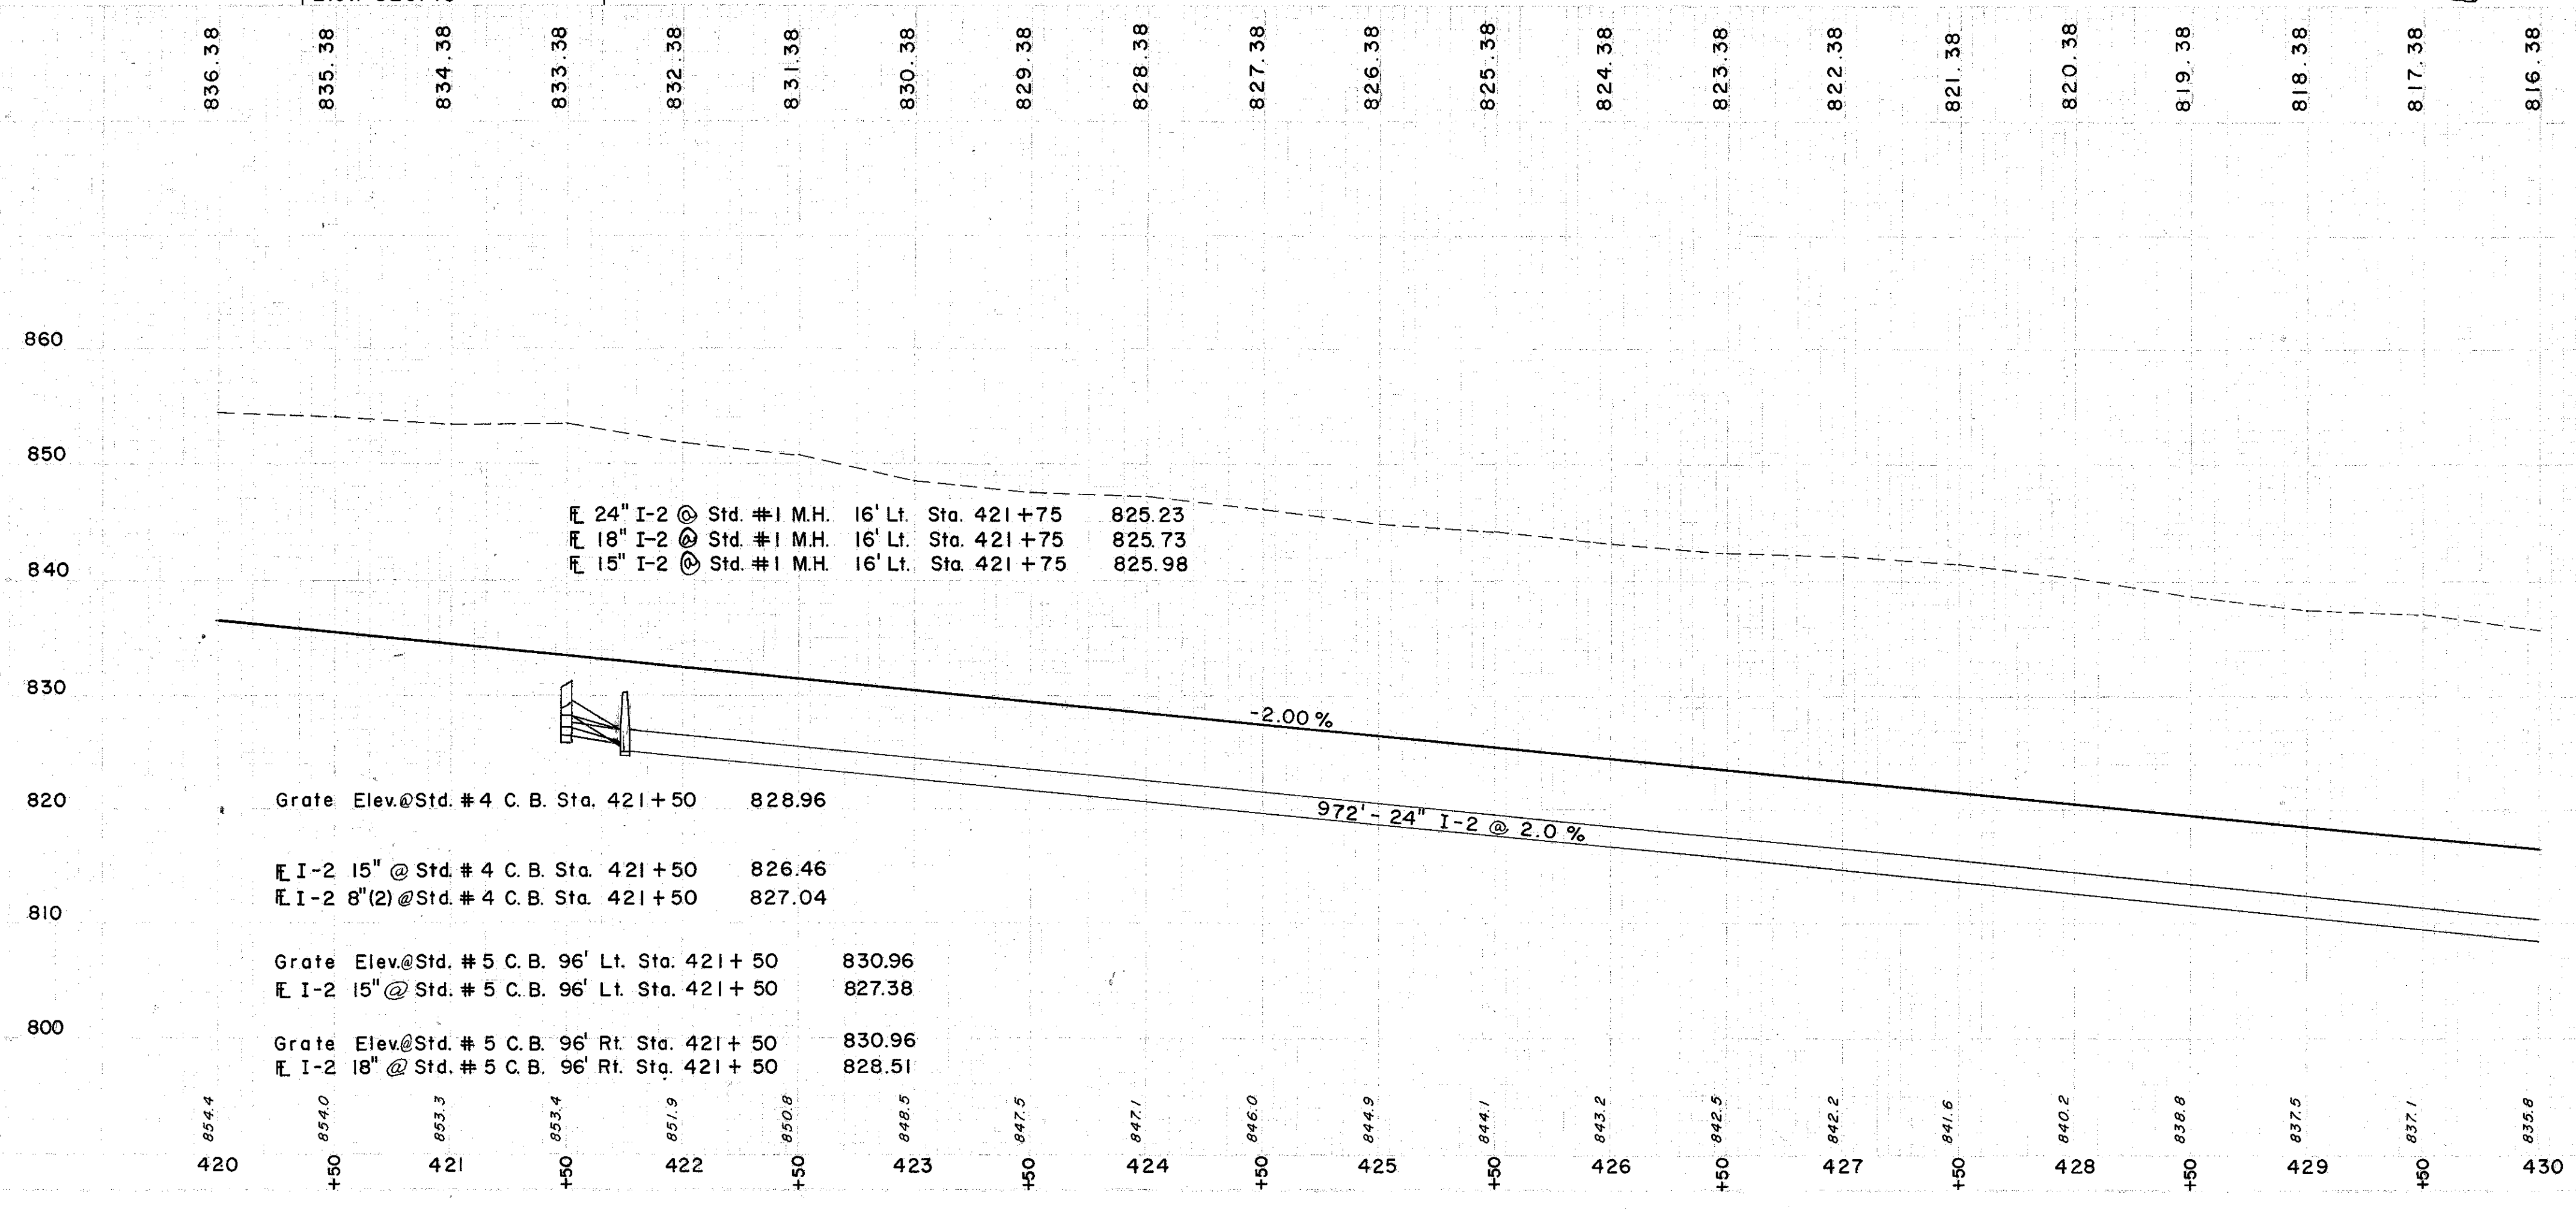 836.38 835.38 834.38 833.38 832.38 831.38 830.38 829.38 828.38 827.38 826.38 825.38 824.38 823.38 822.38 821.38 820.38 819.38 818.38 817.38 816.38
860
850
℄ 24" I-2 @ Std. #1 M.H. 16' Lt. Sta. 421+75 825.23
℄ 18" I-2 @ Std. #1 M.H. 16' Lt. Sta. 421+75 825.73
℄ 15" I-2 @ Std. #1 M.H. 16' Lt. Sta. 421+75 825.98
840
830
-2.00 %
820
Grate Elev.@Std. #4 C. B. Sta. 421+50 828.96
972' - 24" I-2 @ 2.0 %
℄ I-2 15" @ Std. #4 C. B. Sta. 421+50 826.46
℄ I-2 8"(2) @ Std. #4 C. B. Sta. 421+50 827.04
810
Grate Elev.@Std. #5 C. B. 96' Lt. Sta. 421+50 830.96
℄ I-2 15" @ Std. #5 C. B. 96' Lt. Sta. 421+50 827.38
800
Grate Elev.@Std. #5 C. B. 96' Rt. Sta. 421+50 830.96
℄ I-2 18" @ Std. #5 C. B. 96' Rt. Sta. 421+50 828.51
854.4 854.0 853.3 853.4 851.9 850.8 848.5 847.5 847.1 846.0 844.9 844.1 843.2 842.5 842.2 841.6 840.2 838.8 837.5 837.1 835.8
420 +50 421 +50 422 +50 423 +50 424 +50 425 +50 426 +50 427 +50 428 +50 429 +50 430